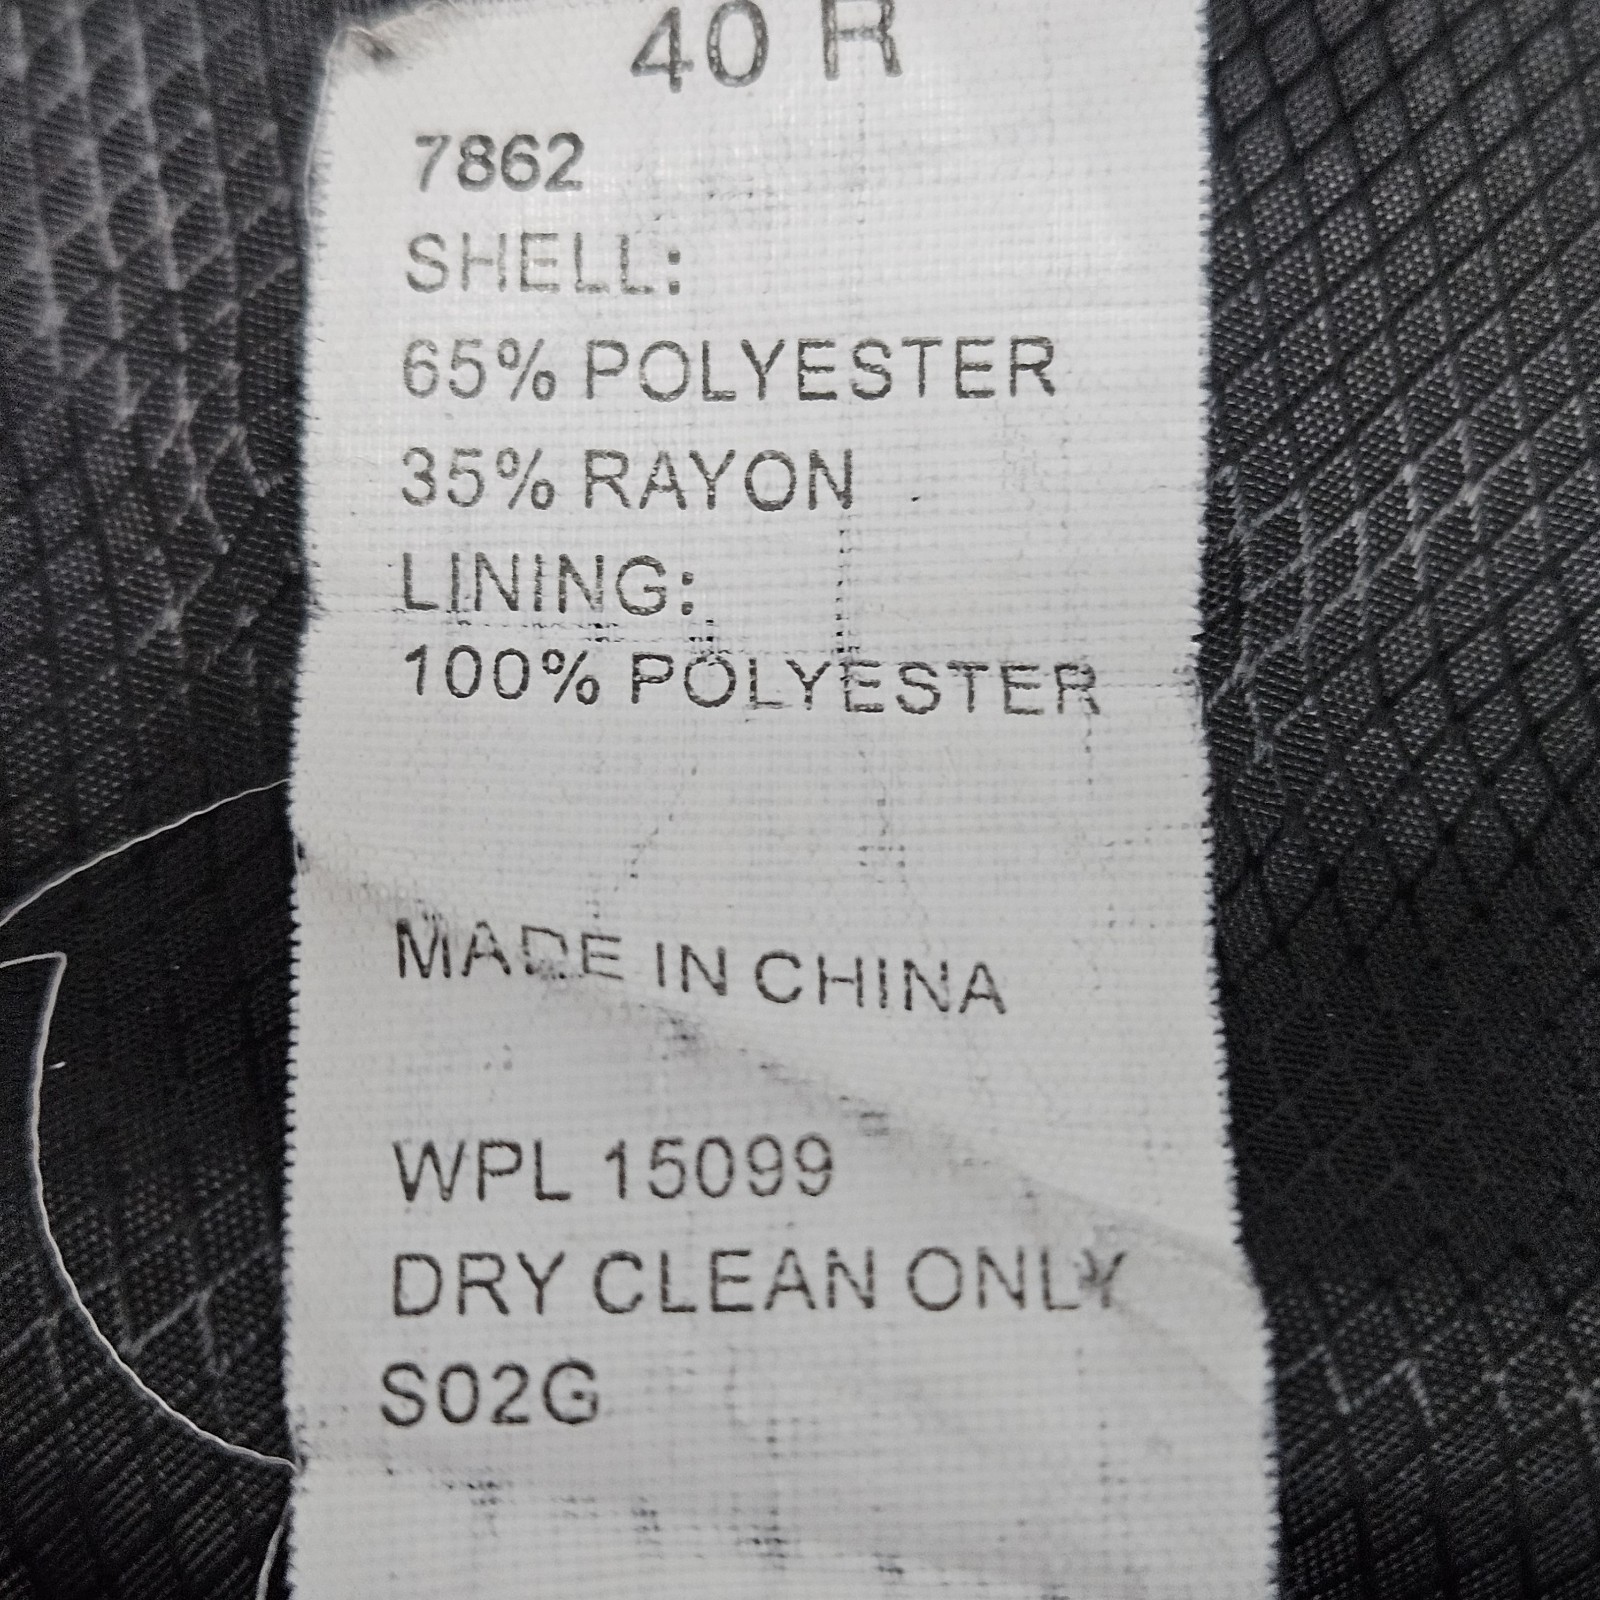 40 R
7862
SHELL:
65% POLYESTER
35% RAYON
LINING:
100% POLYESTER
MADE IN CHINA
WPL 15099
DRY CLEAN ONLY
S02G